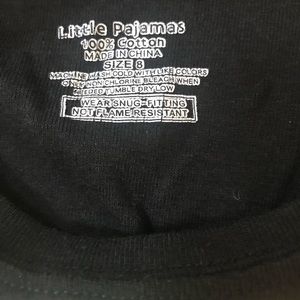 Little Pajamas
100% Cotton
MADE IN CHINA
SIZE 8
MACHINE WASH COLD WITH LIKE COLORS
ONLY NON CHLORINE BLEACH WHEN
NEEDED TUMBLE DRY LOW
WEAR SNUG-FITTING
NOT FLAME RESISTANT